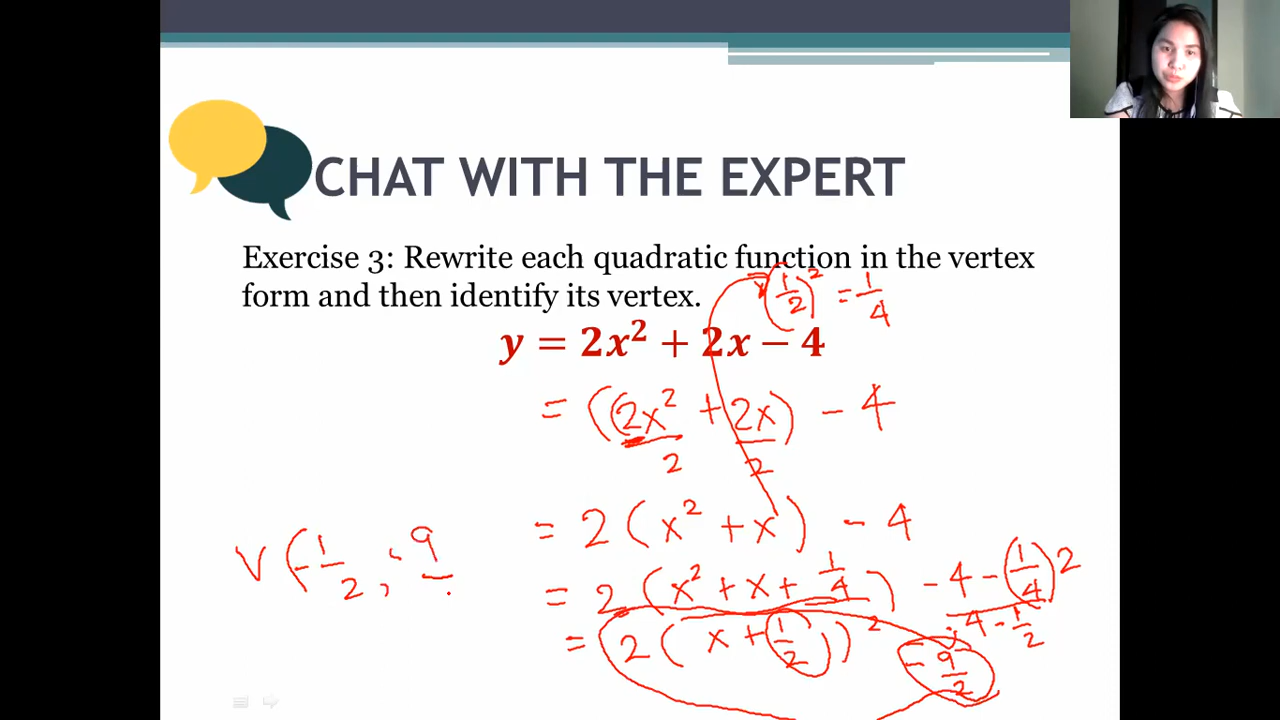 CHAT WITH THE EXPERT
Exercise 3: Rewrite each quadratic function in the vertex
form and then identify its vertex.
(1/2)² = 1/4
y = 2x² + 2x − 4
= ((2x²/2 + 2x/2) − 4
= 2(x² + x) − 4
= 2(x² + x + 1/4) − 4 − (1/4)2
−4 − 1/2
= 2(x + 1/2)² − 9/2
V(−1/2, −9